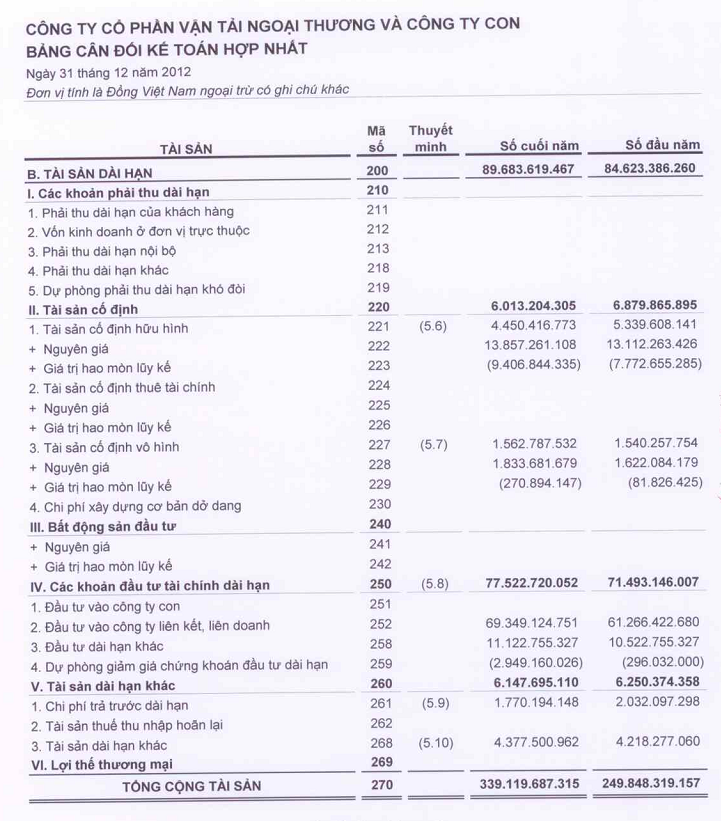 CÔNG TY CỔ PHẦN VẬN TẢI NGOẠI THƯƠNG VÀ CÔNG TY CON
BẢNG CÂN ĐỐI KẾ TOÁN HỢP NHẤT
Ngày 31 tháng 12 năm 2012
Đơn vị tính là Đồng Việt Nam ngoại trừ có ghi chú khác
TÀI SẢN Mã số Thuyết minh Số cuối năm Số đầu năm
B. TÀI SẢN DÀI HẠN 200 89.683.619.467 84.623.386.260
I. Các khoản phải thu dài hạn 210
1. Phải thu dài hạn của khách hàng 211
2. Vốn kinh doanh ở đơn vị trực thuộc 212
3. Phải thu dài hạn nội bộ 213
4. Phải thu dài hạn khác 218
5. Dự phòng phải thu dài hạn khó đòi 219
II. Tài sản cố định 220 6.013.204.305 6.879.865.895
1. Tài sản cố định hữu hình 221 (5.6) 4.450.416.773 5.339.608.141
+ Nguyên giá 222 13.857.261.108 13.112.263.426
+ Giá trị hao mòn lũy kế 223 (9.406.844.335) (7.772.655.285)
2. Tài sản cố định thuê tài chính 224
+ Nguyên giá 225
+ Giá trị hao mòn lũy kế 226
3. Tài sản cố định vô hình 227 (5.7) 1.562.787.532 1.540.257.754
+ Nguyên giá 228 1.833.681.679 1.622.084.179
+ Giá trị hao mòn lũy kế 229 (270.894.147) (81.826.425)
4. Chi phí xây dựng cơ bản dở dang 230
III. Bất động sản đầu tư 240
+ Nguyên giá 241
+ Giá trị hao mòn lũy kế 242
IV. Các khoản đầu tư tài chính dài hạn 250 (5.8) 77.522.720.052 71.493.146.007
1. Đầu tư vào công ty con 251
2. Đầu tư vào công ty liên kết, liên doanh 252 69.349.124.751 61.266.422.680
3. Đầu tư dài hạn khác 258 11.122.755.327 10.522.755.327
4. Dự phòng giảm giá chứng khoán đầu tư dài hạn 259 (2.949.160.026) (296.032.000)
V. Tài sản dài hạn khác 260 6.147.695.110 6.250.374.358
1. Chi phí trả trước dài hạn 261 (5.9) 1.770.194.148 2.032.097.298
2. Tài sản thuế thu nhập hoãn lại 262
3. Tài sản dài hạn khác 268 (5.10) 4.377.500.962 4.218.277.060
VI. Lợi thế thương mại 269
TỔNG CỘNG TÀI SẢN 270 339.119.687.315 249.848.319.157